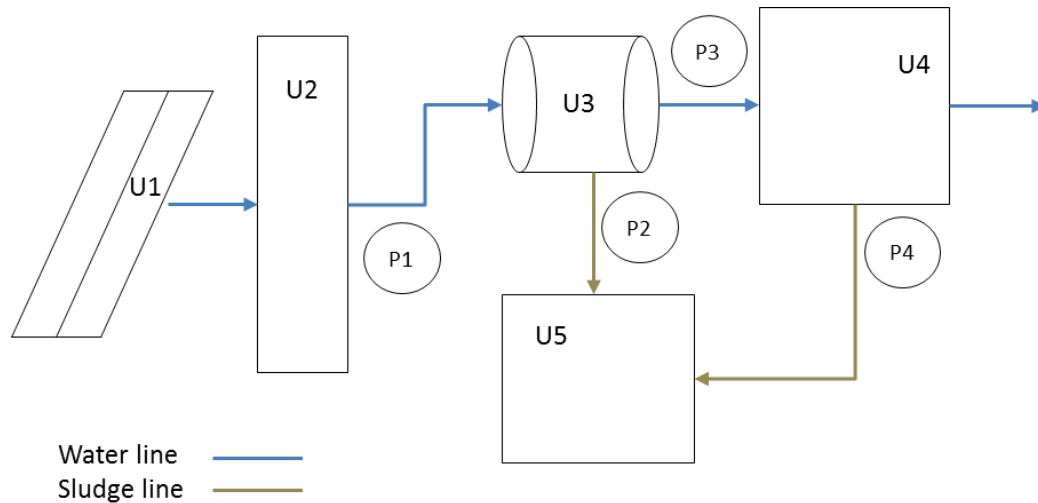 U1
U2
P1
U3
P2
P3
U4
P4
U5
Water line
Sludge line